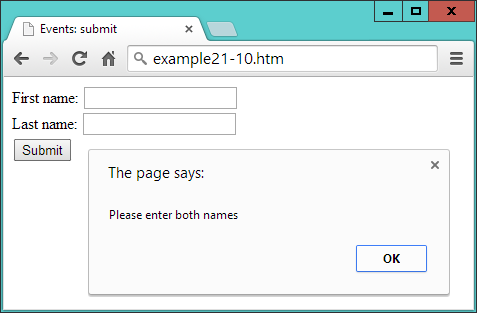 Events: submit
example21-10.htm
First name:
Last name:
Submit
The page says:
Please enter both names
OK